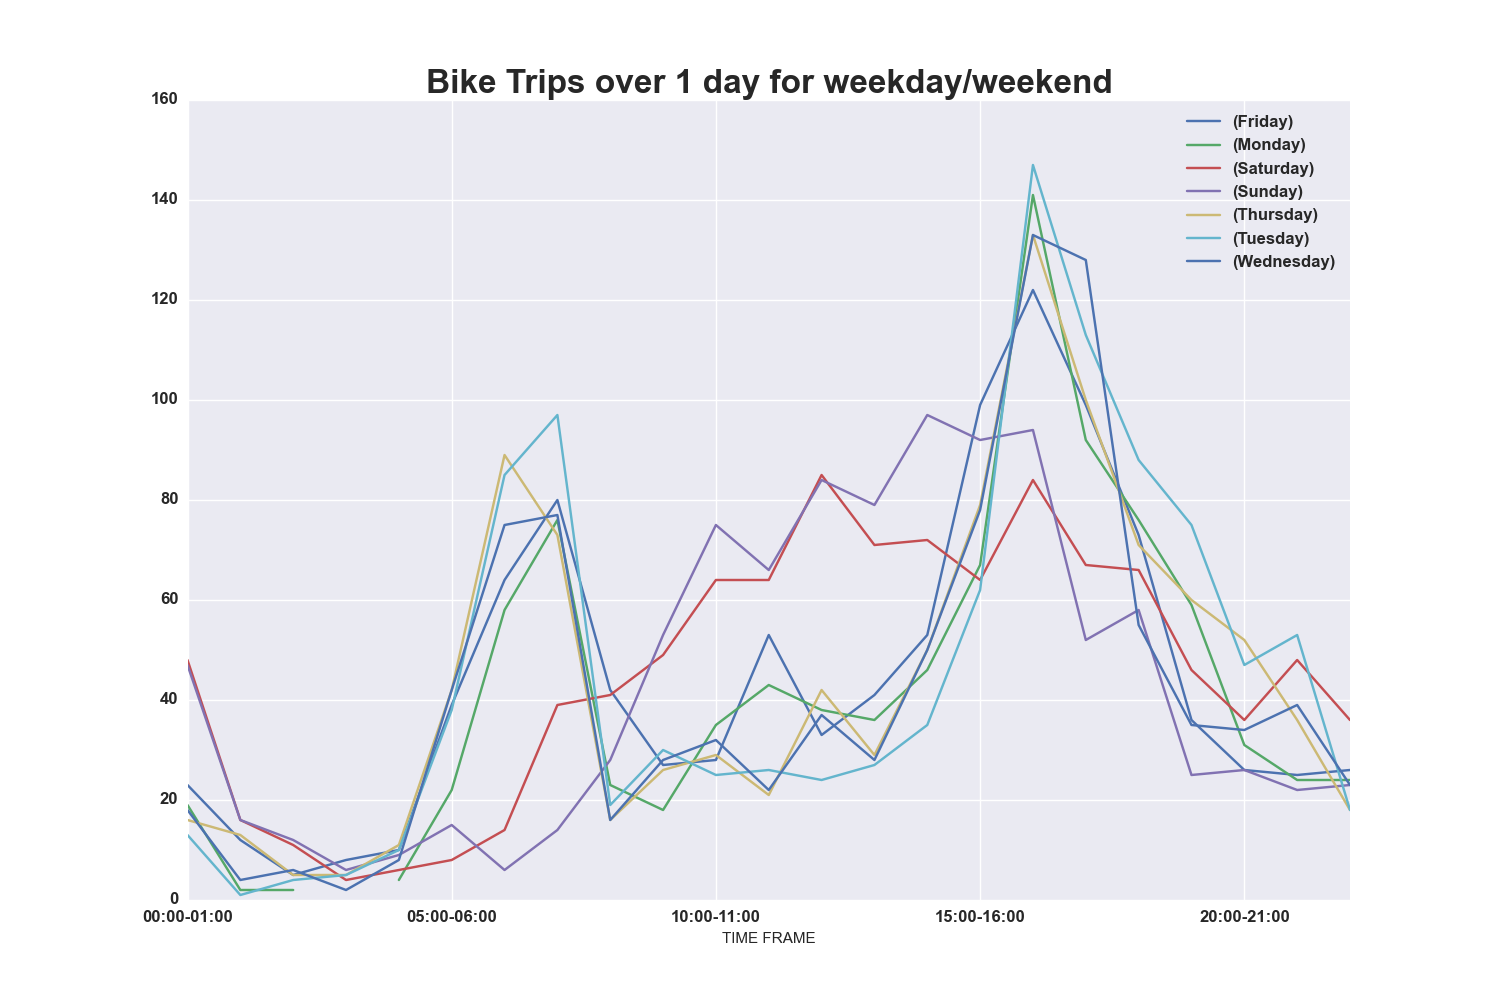 Bike Trips over 1 day for weekday/weekend
160
140
120
100
80
60
40
20
0
(Friday)
(Monday)
(Saturday)
(Sunday)
(Thursday)
(Tuesday)
(Wednesday)
00:00-01:00 05:00-06:00 10:00-11:00 15:00-16:00 20:00-21:00
TIME FRAME